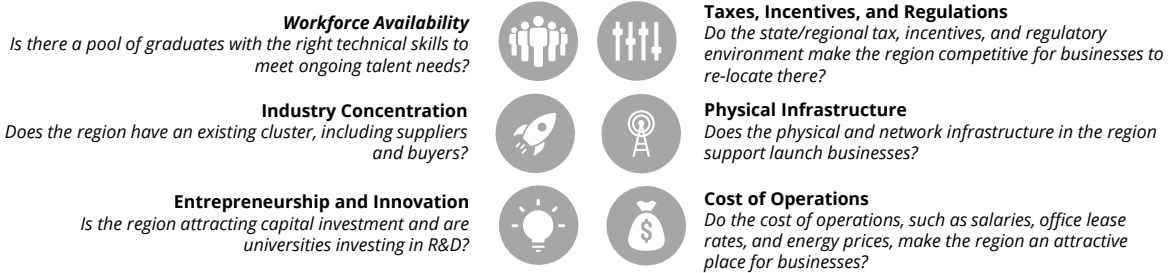 Workforce Availability
Is there a pool of graduates with the right technical skills to
meet ongoing talent needs?
Industry Concentration
Does the region have an existing cluster, including suppliers
and buyers?
Entrepreneurship and Innovation
Is the region attracting capital investment and are
universities investing in R&D?
Taxes, Incentives, and Regulations
Do the state/regional tax, incentives, and regulatory
environment make the region competitive for businesses to
re-locate there?
Physical Infrastructure
Does the physical and network infrastructure in the region
support launch businesses?
$
Cost of Operations
Do the cost of operations, such as salaries, office lease
rates, and energy prices, make the region an attractive
place for businesses?